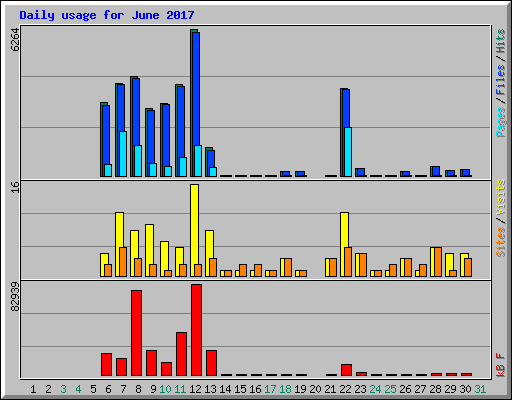 Daily usage for June 2017
6264
Pages / Files / Hits
16
Sites / Visits
82939
kB F
1 2 3 4 5 6 7 8 9 10 11 12 13 14 15 16 17 18 19 20 21 22 23 24 25 26 27 28 29 30 31